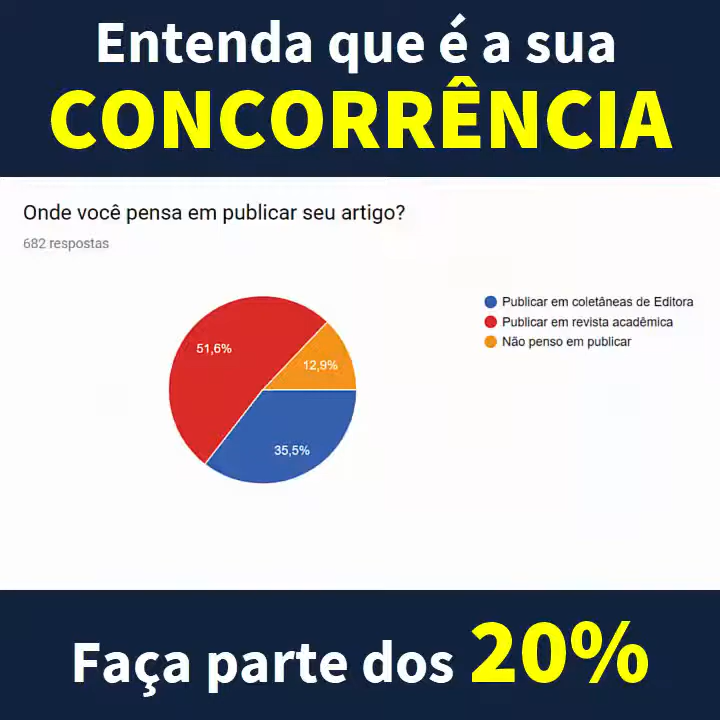 Entenda que é a sua
CONCORRÊNCIA
Onde você pensa em publicar seu artigo?
682 respostas
Publicar em coletâneas de Editora
Publicar em revista acadêmica
Não penso em publicar
51,6%
12,9%
35,5%
Faça parte dos 20%